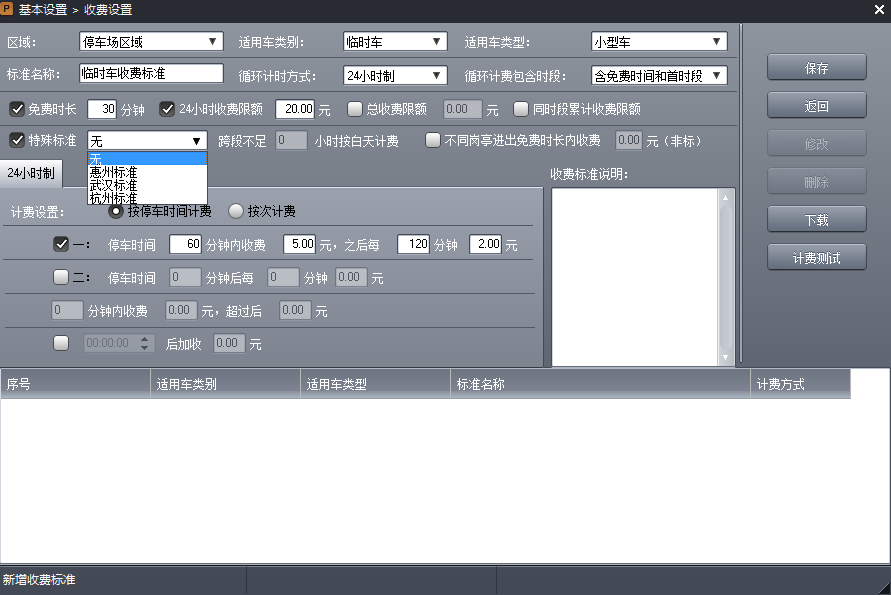 P 基本设置 > 收费设置
区域： 停车场区域 适用车类别： 临时车 适用车类型： 小型车
标准名称： 临时车收费标准 循环计时方式： 24小时制 循环计费包含时段： 含免费时间和首时段
免费时长 30 分钟 24小时收费限额 20.00 元 总收费限额 0.00 元 同时段累计收费限额
特殊标准 无 跨段不足 0 小时按白天计费 不同岗亭进出免费时长内收费 0.00 元（非标）
无
惠州标准
武汉标准
杭州标准
24小时制
收费标准说明：
计费设置： 按停车时间计费 按次计费
一： 停车时间 60 分钟内收费 5.00 元，之后每 120 分钟 2.00 元
二： 停车时间 0 分钟后每 0 分钟 0.00 元
0 分钟内收费 0.00 元，超过后 0.00 元
00:00:00 后加收 0.00 元
保存
返回
修改
删除
下载
计费测试
序号 适用车类别 适用车类型 标准名称 计费方式
新增收费标准